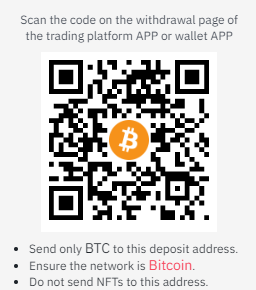 Scan the code on the withdrawal page of
the trading platform APP or wallet APP
• Send only BTC to this deposit address.
• Ensure the network is Bitcoin.
• Do not send NFTs to this address.